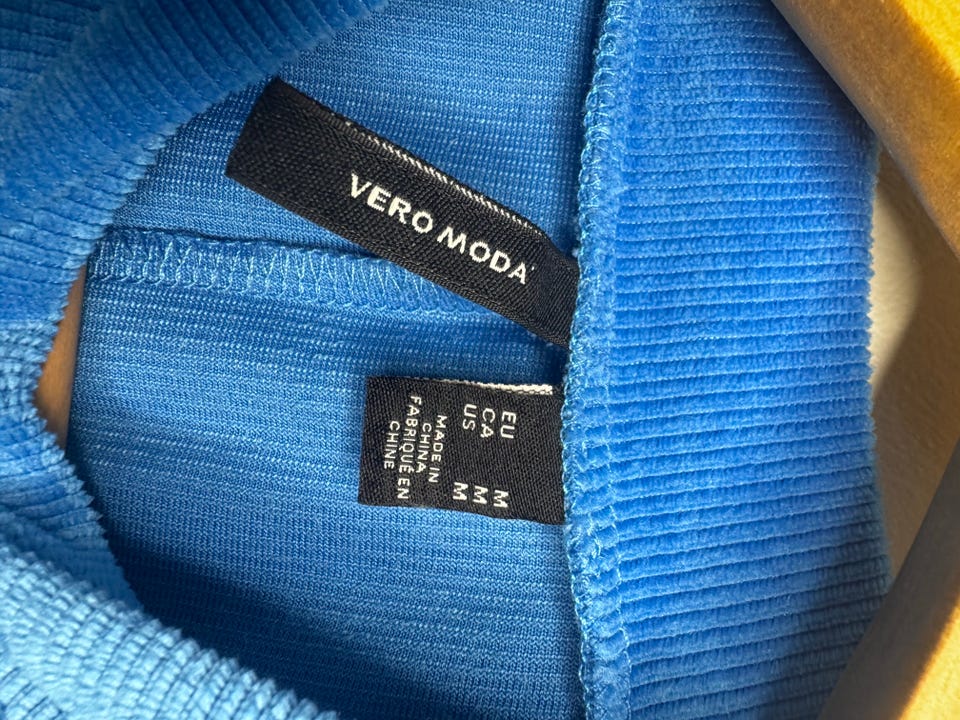 VERO MODA
EU M
CA M
US M
MADE IN
CHINA
FABRIQUÉ EN
CHINE